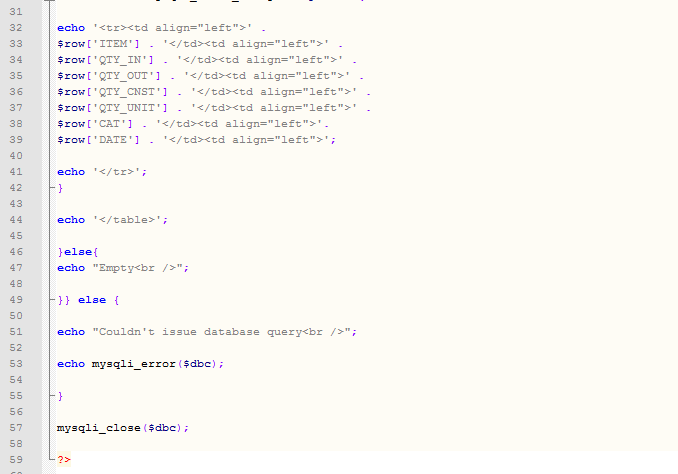 31
32 echo '<tr><td align="left">' .
33 $row['ITEM'] . '</td><td align="left">' .
34 $row['QTY_IN'] . '</td><td align="left">' .
35 $row['QTY_OUT'] . '</td><td align="left">' .
36 $row['QTY_CNST'] . '</td><td align="left">' .
37 $row['QTY_UNIT'] . '</td><td align="left">' .
38 $row['CAT'] . '</td><td align="left">'.
39 $row['DATE'] . '</td><td align="left">';
40
41 echo '</tr>';
42 }
43
44 echo '</table>';
45
46 }else{
47 echo "Empty<br />";
48
49 }} else {
50
51 echo "Couldn't issue database query<br />";
52
53 echo mysqli_error($dbc);
54
55 }
56
57 mysqli_close($dbc);
58
59 ?>